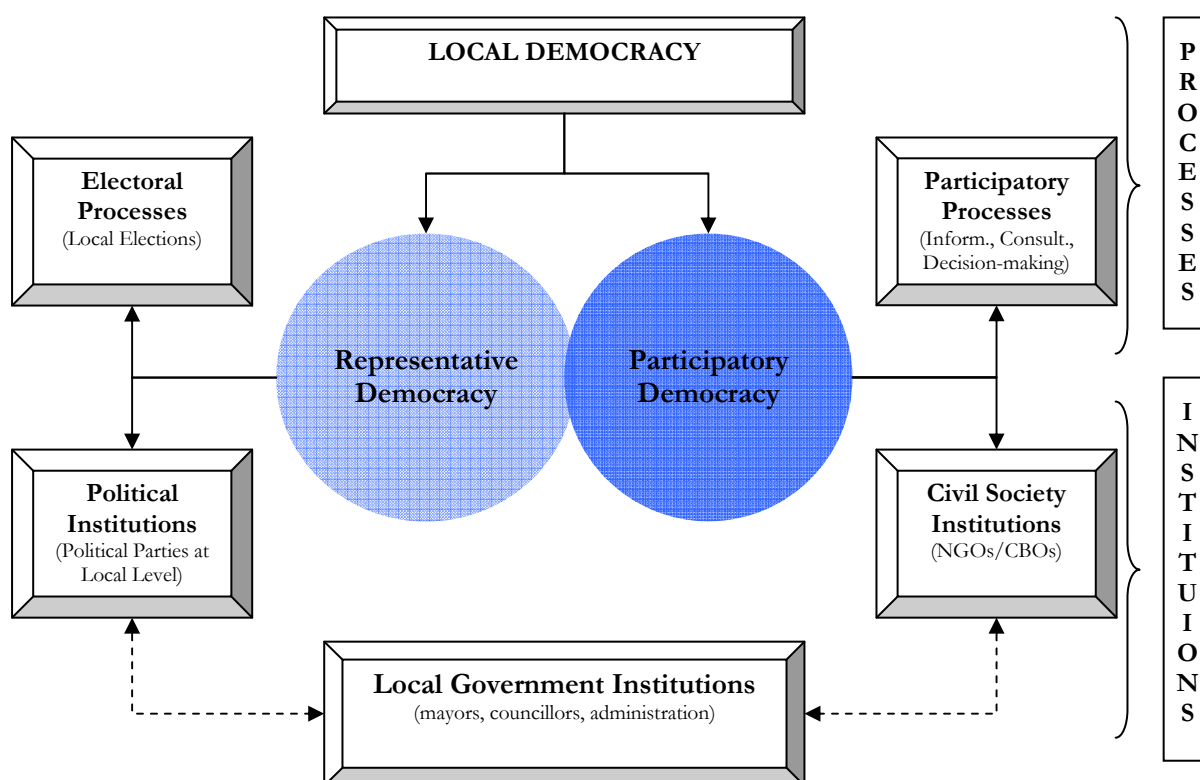 LOCAL DEMOCRACY
Electoral
Processes
(Local Elections)
Participatory
Processes
(Inform., Consult.,
Decision-making)
P
R
O
C
E
S
S
E
S
Representative
Democracy
Participatory
Democracy
Political
Institutions
(Political Parties at
Local Level)
Civil Society
Institutions
(NGOs/CBOs)
I
N
S
T
I
T
U
I
O
N
S
Local Government Institutions
(mayors, councillors, administration)